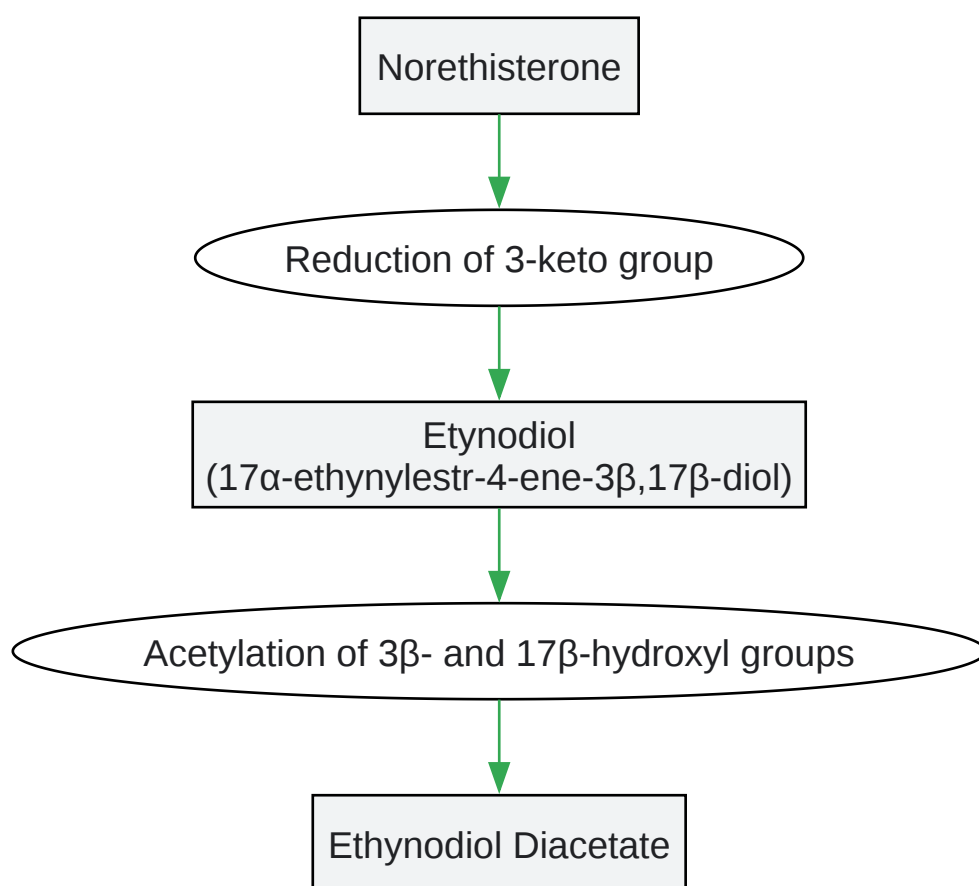 Norethisterone
Reduction of 3-keto group
Etynodiol
(17α-ethynylestr-4-ene-3β,17β-diol)
Acetylation of 3β- and 17β-hydroxyl groups
Ethynodiol Diacetate